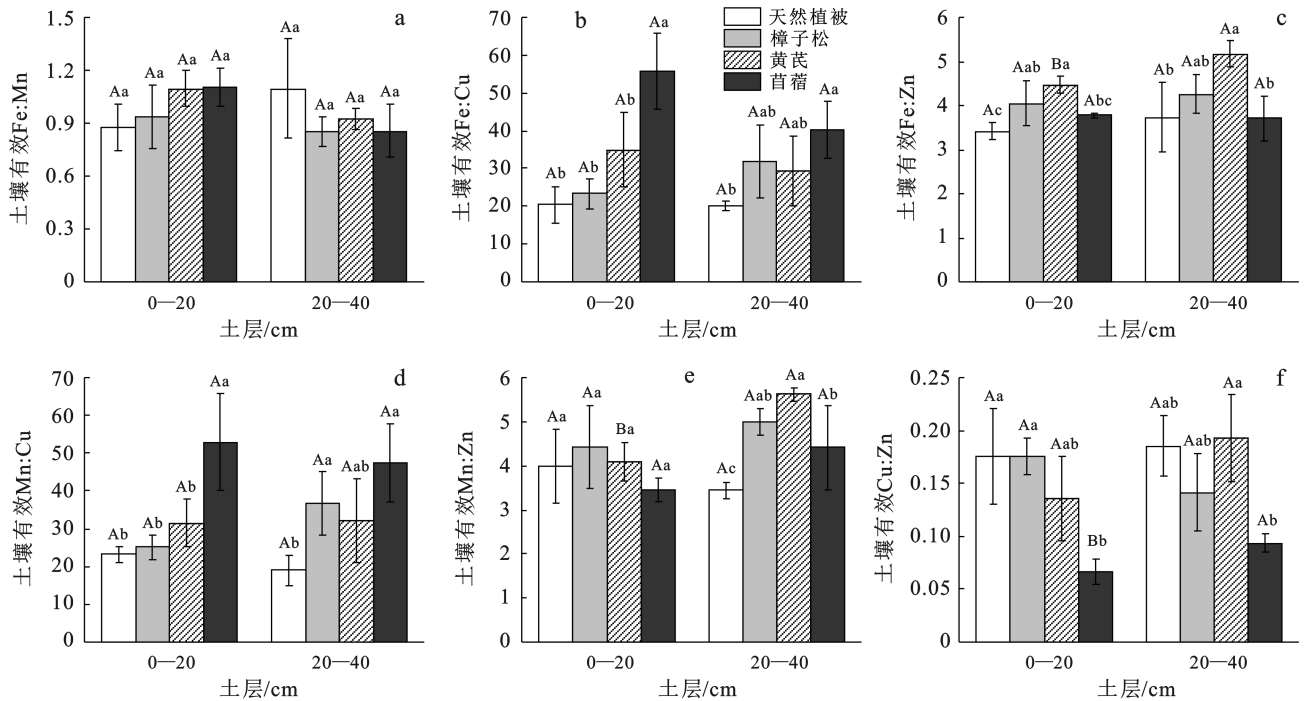 a
土壤有效Fe:Mn
1.5
1.2
0.9
0.6
0.3
0
Aa Aa Aa Aa
Aa Aa Aa Aa
0—20 20—40
土层/cm
b
天然植被
樟子松
黄芪
苜蓿
土壤有效Fe:Cu
70
60
50
40
30
20
10
0
Ab Ab Ab Aa
Ab Aab Aab Aa
0—20 20—40
土层/cm
c
土壤有效Fe:Zn
6
5
4
3
2
1
0
Ac Aab Ba Abc
Ab Aab Aa Ab
0—20 20—40
土层/cm
d
土壤有效Mn:Cu
70
60
50
40
30
20
10
0
Ab Ab Ab Aa
Ab Aa Aab Aa
0—20 20—40
土层/cm
e
土壤有效Mn:Zn
6
5
4
3
2
1
0
Aa Aa Ba Aa
Ac Aab Aa Ab
0—20 20—40
土层/cm
f
土壤有效Cu:Zn
0.25
0.20
0.15
0.10
0.05
0
Aa Aa Aab Bb
Aab Aab Aa Ab
0—20 20—40
土层/cm